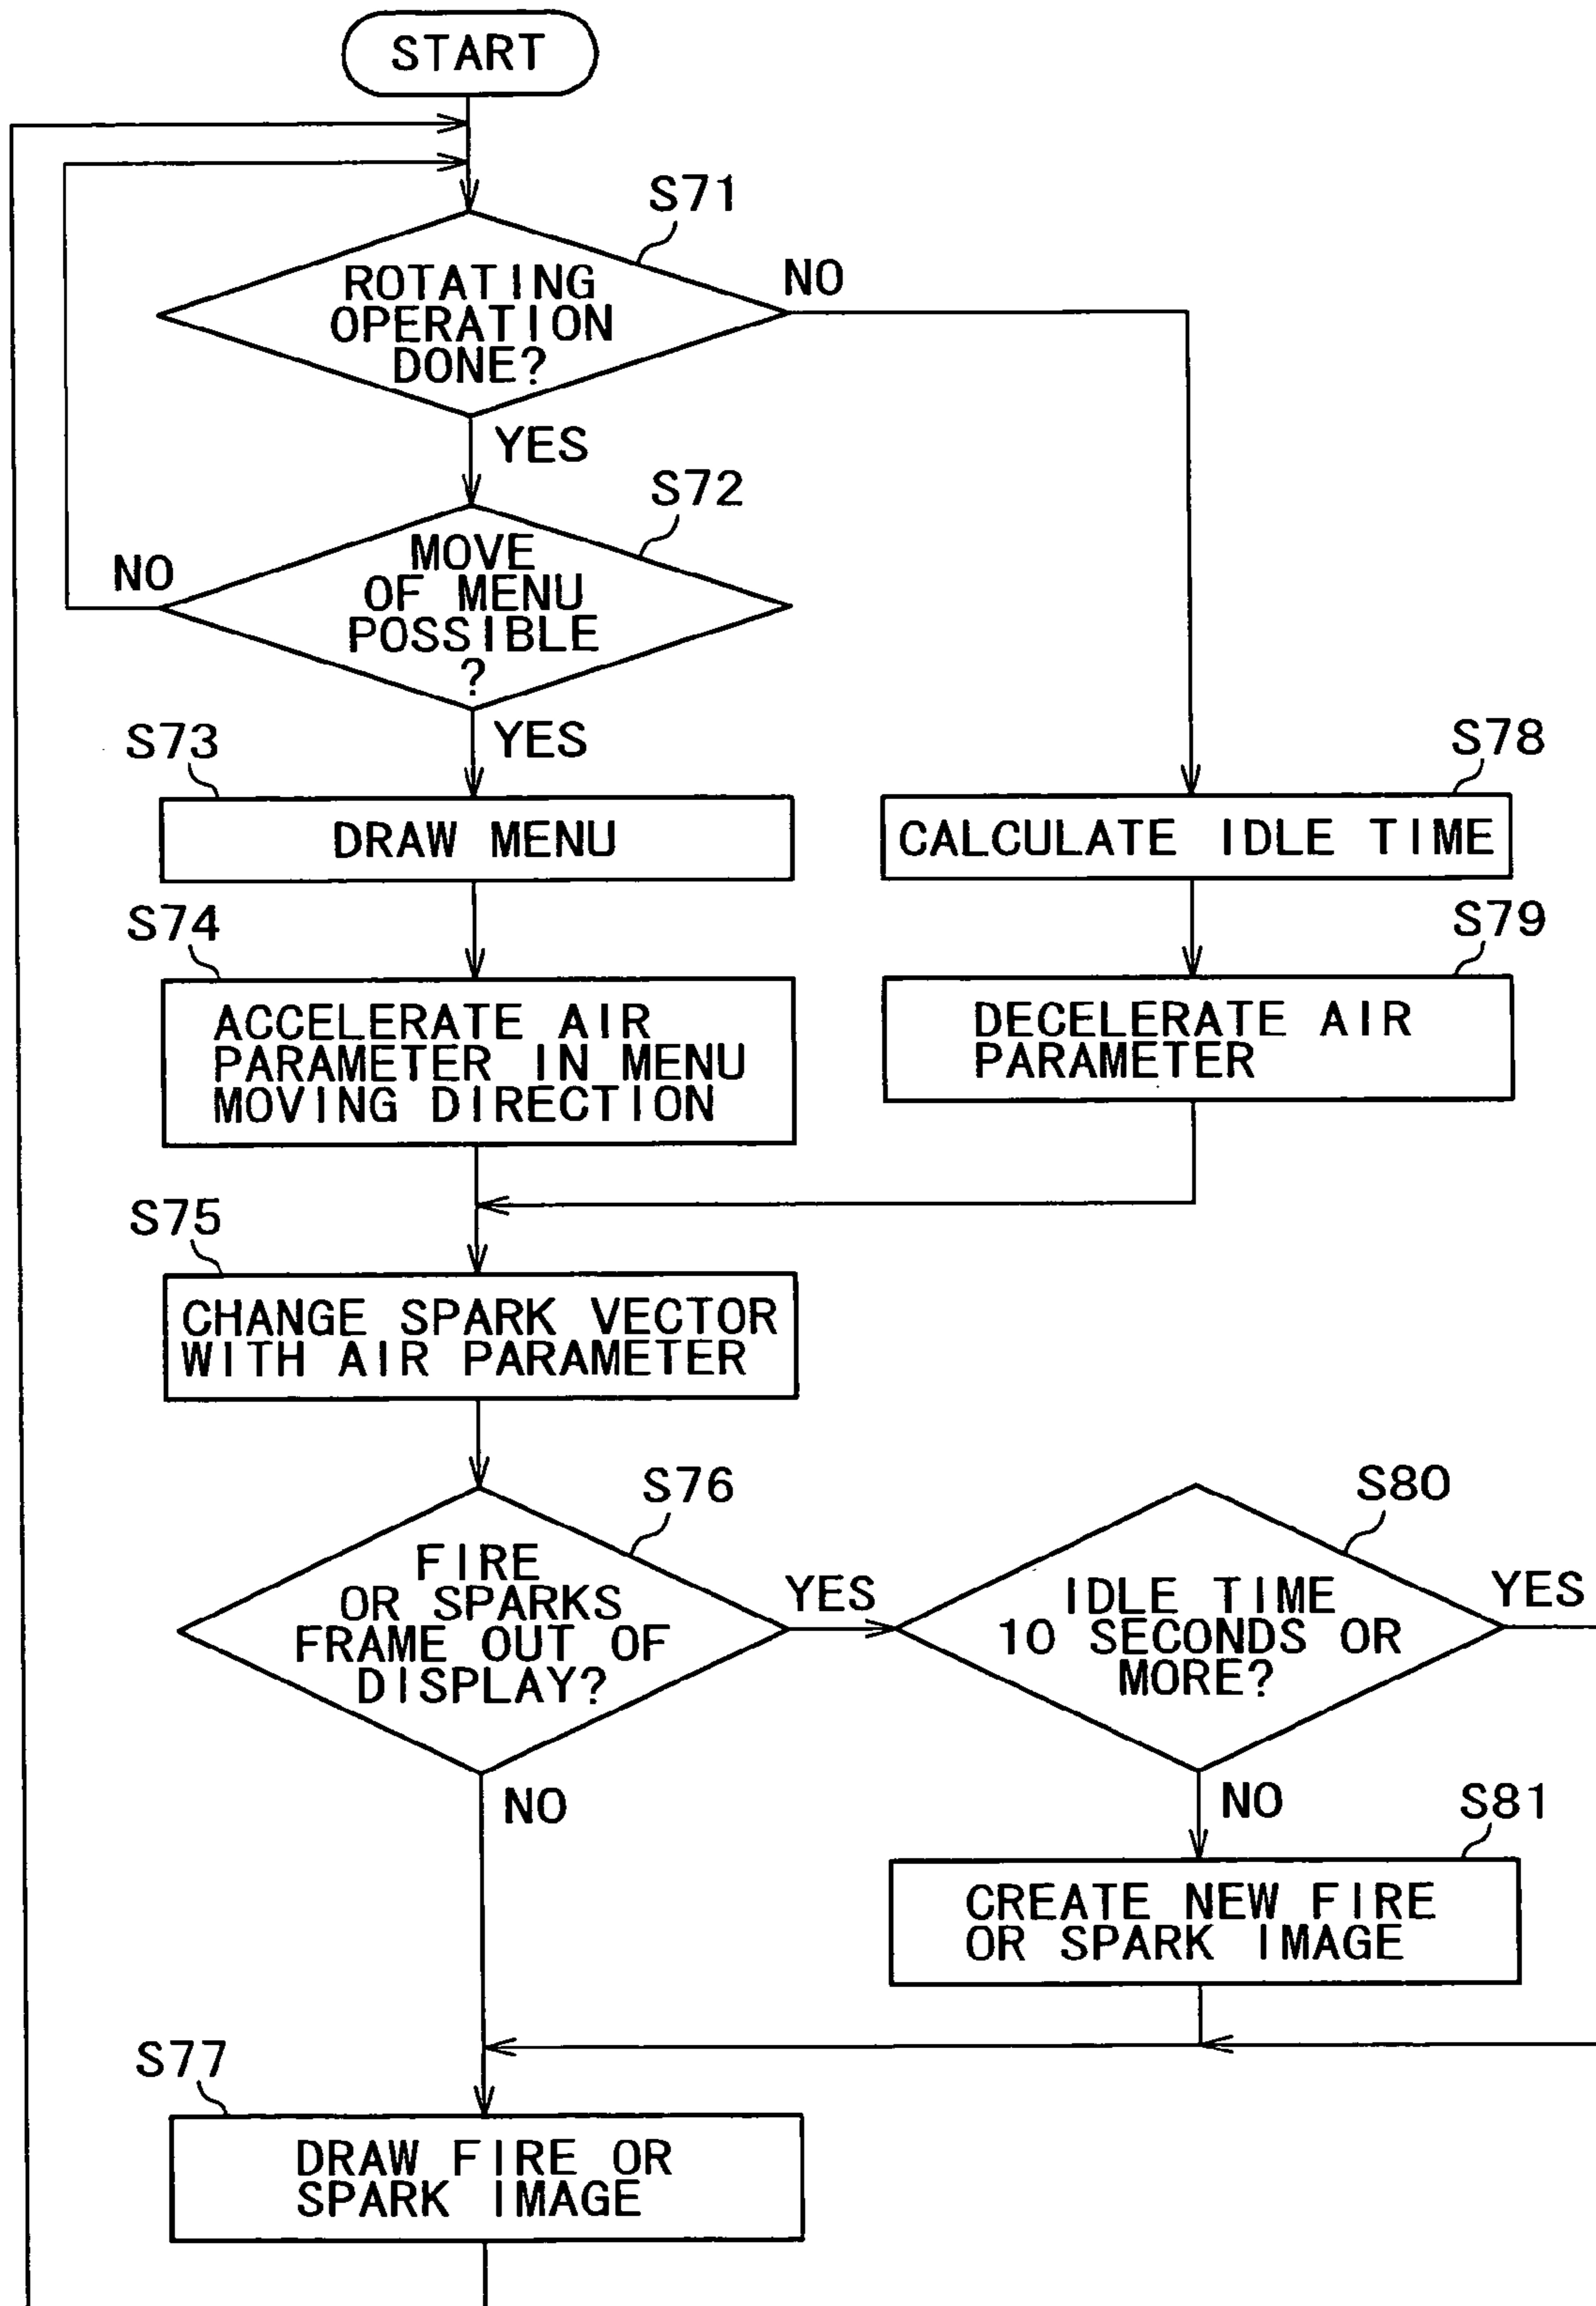 START
S71
ROTATING
OPERATION
DONE?
NO
YES
S72
MOVE
OF MENU
POSSIBLE
?
NO
YES
S73
DRAW MENU
S78
CALCULATE IDLE TIME
S74
ACCELERATE AIR
PARAMETER IN MENU
MOVING DIRECTION
S79
DECELERATE AIR
PARAMETER
S75
CHANGE SPARK VECTOR
WITH AIR PARAMETER
S76
FIRE
OR SPARKS
FRAME OUT OF
DISPLAY?
YES
NO
S80
IDLE TIME
10 SECONDS OR
MORE?
YES
NO
S81
CREATE NEW FIRE
OR SPARK IMAGE
S77
DRAW FIRE OR
SPARK IMAGE